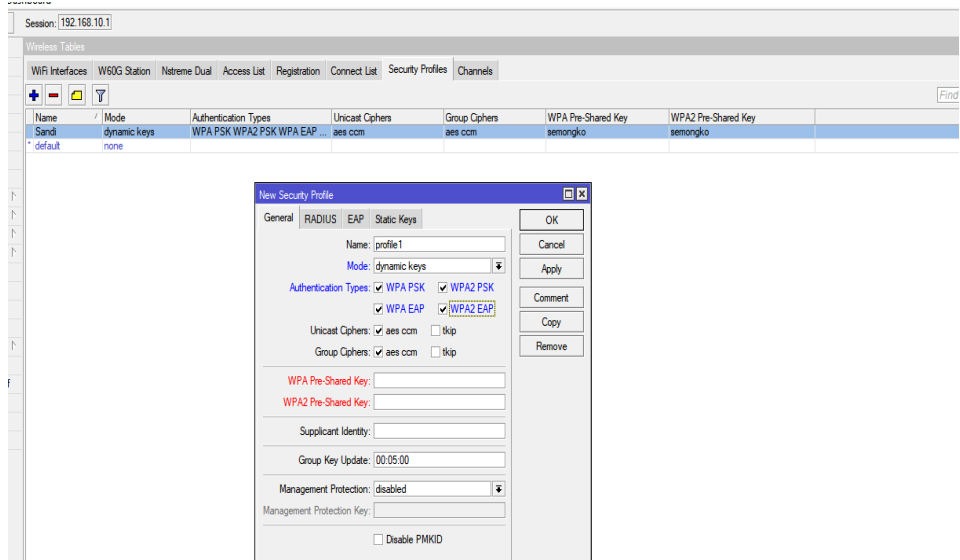 Session: 192.168.10.1
Wireless Tables
WiFi Interfaces W60G Station Nstreme Dual Access List Registration Connect List Security Profiles Channels
Find
Name / Mode Authentication Types Unicast Ciphers Group Ciphers WPA Pre-Shared Key WPA2 Pre-Shared Key
Sandi dynamic keys WPA PSK WPA2 PSK WPA EAP ... aes ccm aes ccm semongko semongko
* default none
New Security Profile
General RADIUS EAP Static Keys
OK
Name: profile1
Cancel
Mode: dynamic keys
Apply
Authentication Types: WPA PSK WPA2 PSK
Comment
WPA EAP WPA2 EAP
Copy
Unicast Ciphers: aes ccm tkip
Remove
Group Ciphers: aes ccm tkip
WPA Pre-Shared Key:
WPA2 Pre-Shared Key:
Supplicant Identity:
Group Key Update: 00:05:00
Management Protection: disabled
Management Protection Key:
Disable PMKID